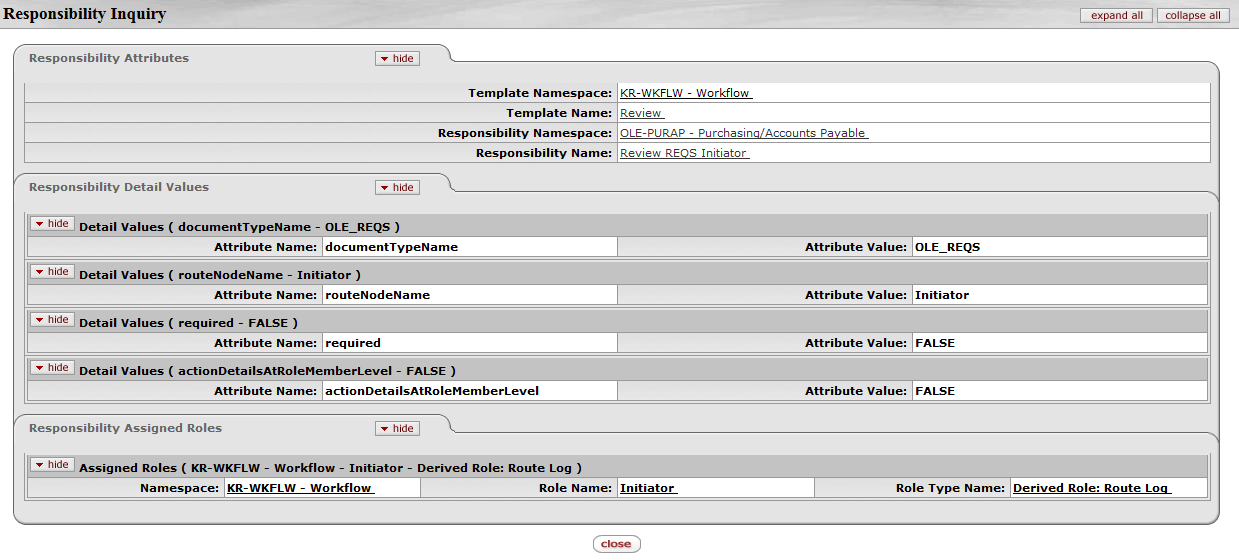 Responsibility Inquiry expand all collapse all
Responsibility Attributes hide
Template Namespace: KR-WKFLW - Workflow
Template Name: Review
Responsibility Namespace: OLE-PURAP - Purchasing/Accounts Payable
Responsibility Name: Review REQS Initiator
Responsibility Detail Values hide
hide Detail Values ( documentTypeName - OLE_REQS )
Attribute Name: documentTypeName Attribute Value: OLE_REQS
hide Detail Values ( routeNodeName - Initiator )
Attribute Name: routeNodeName Attribute Value: Initiator
hide Detail Values ( required - FALSE )
Attribute Name: required Attribute Value: FALSE
hide Detail Values ( actionDetailsAtRoleMemberLevel - FALSE )
Attribute Name: actionDetailsAtRoleMemberLevel Attribute Value: FALSE
Responsibility Assigned Roles hide
hide Assigned Roles ( KR-WKFLW - Workflow - Initiator - Derived Role: Route Log )
Namespace: KR-WKFLW - Workflow Role Name: Initiator Role Type Name: Derived Role: Route Log
close